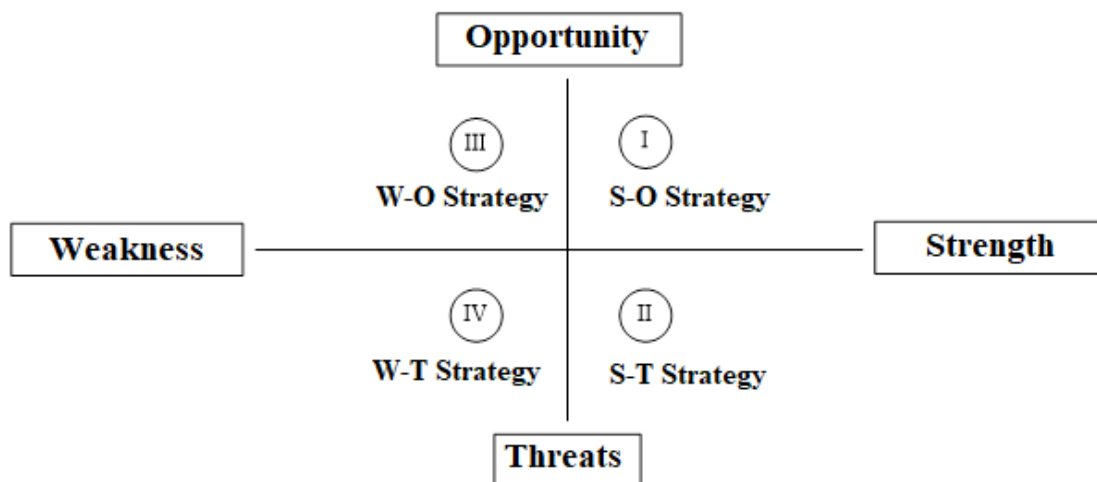 Opportunity
III
I
W-O Strategy
S-O Strategy
Weakness
Strength
IV
II
W-T Strategy
S-T Strategy
Threats